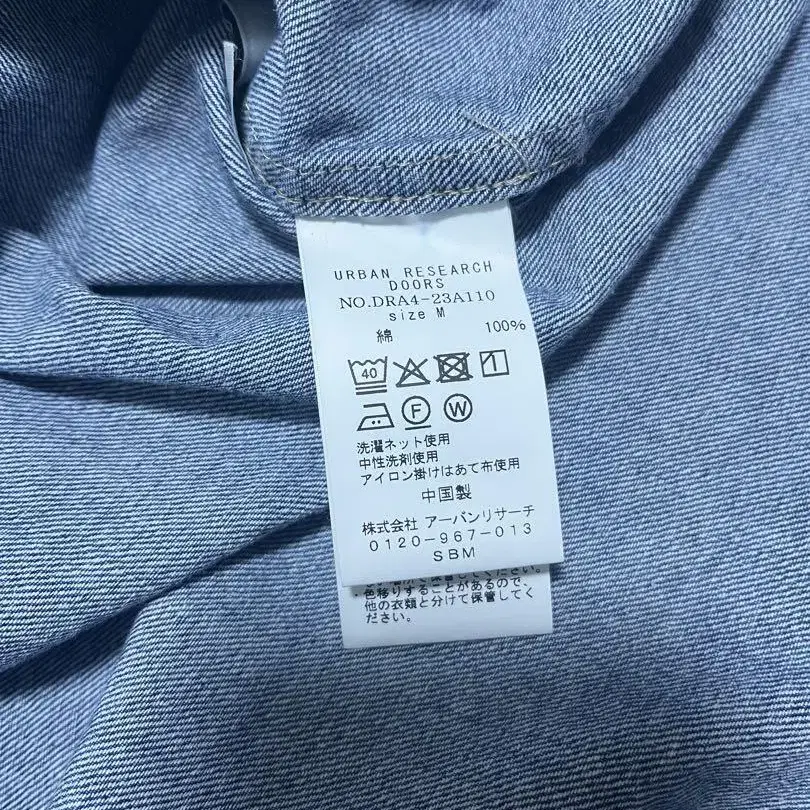 URBAN RESEARCH
DOORS
NO.DRA4-23A110
size M
綿 100%
40
F W
洗濯ネット使用
中性洗剤使用
アイロン掛けはあて布使用
中国製
株式会社 アーバンリサーチ
0120-967-013
SBM
色移りすることがあるので、
他の衣類と分けて保管してく
ださい。